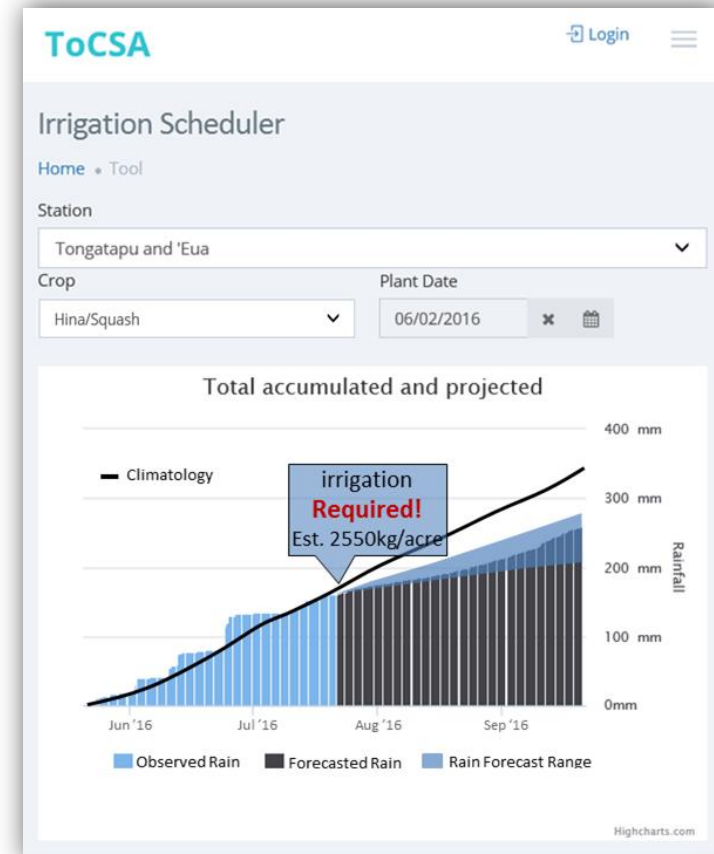 ToCSA
Login
Irrigation Scheduler
Home • Tool
Station
Tongatapu and 'Eua
Crop
Plant Date
Hina/Squash
06/02/2016
Total accumulated and projected
400 mm
Climatology
irrigation
Required!
Est. 2550kg/acre
300 mm
200 mm
Rainfall
100 mm
0mm
Jun '16
Jul '16
Aug '16
Sep '16
Observed Rain
Forecasted Rain
Rain Forecast Range
Highcharts.com